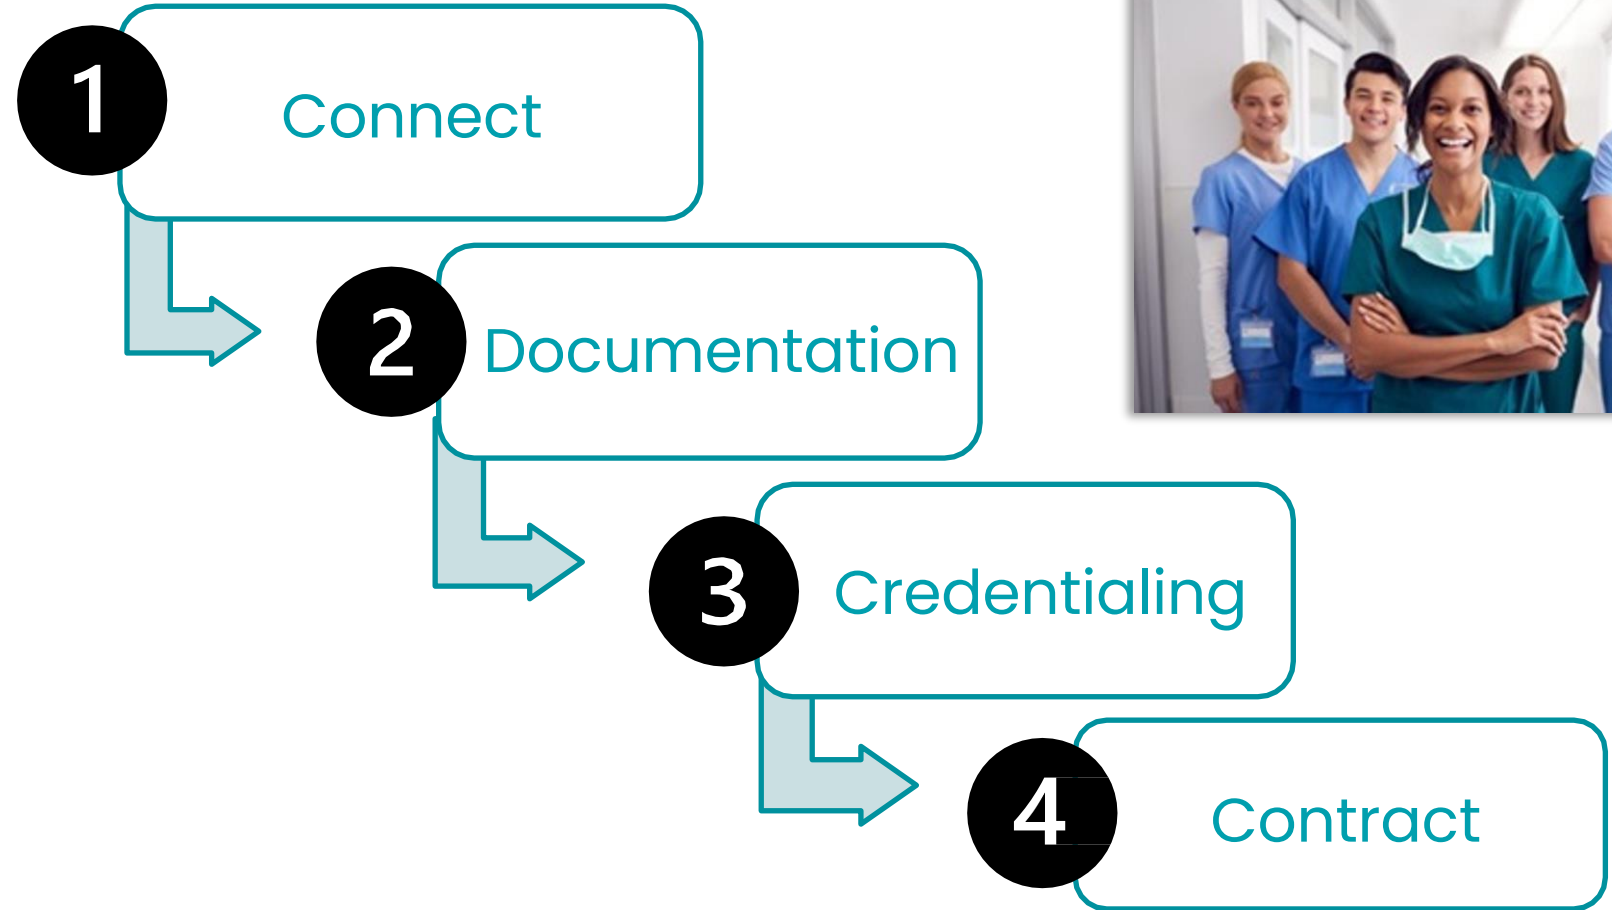 1
Connect
2
Documentation
3
Credentialing
4
Contract